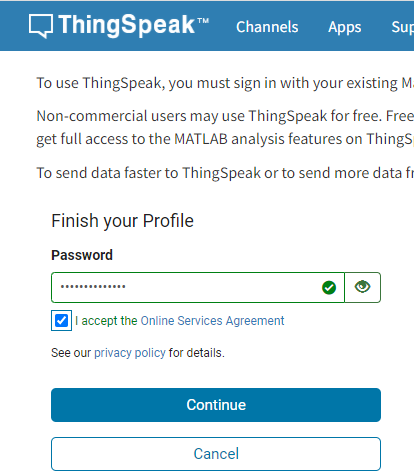 ThingSpeak™ Channels Apps Sup
To use ThingSpeak, you must sign in with your existing Ma
Non-commercial users may use ThingSpeak for free. Free
get full access to the MATLAB analysis features on ThingS
To send data faster to ThingSpeak or to send more data fr
Finish your Profile
Password
••••••••••••••
I accept the Online Services Agreement
See our privacy policy for details.
Continue
Cancel